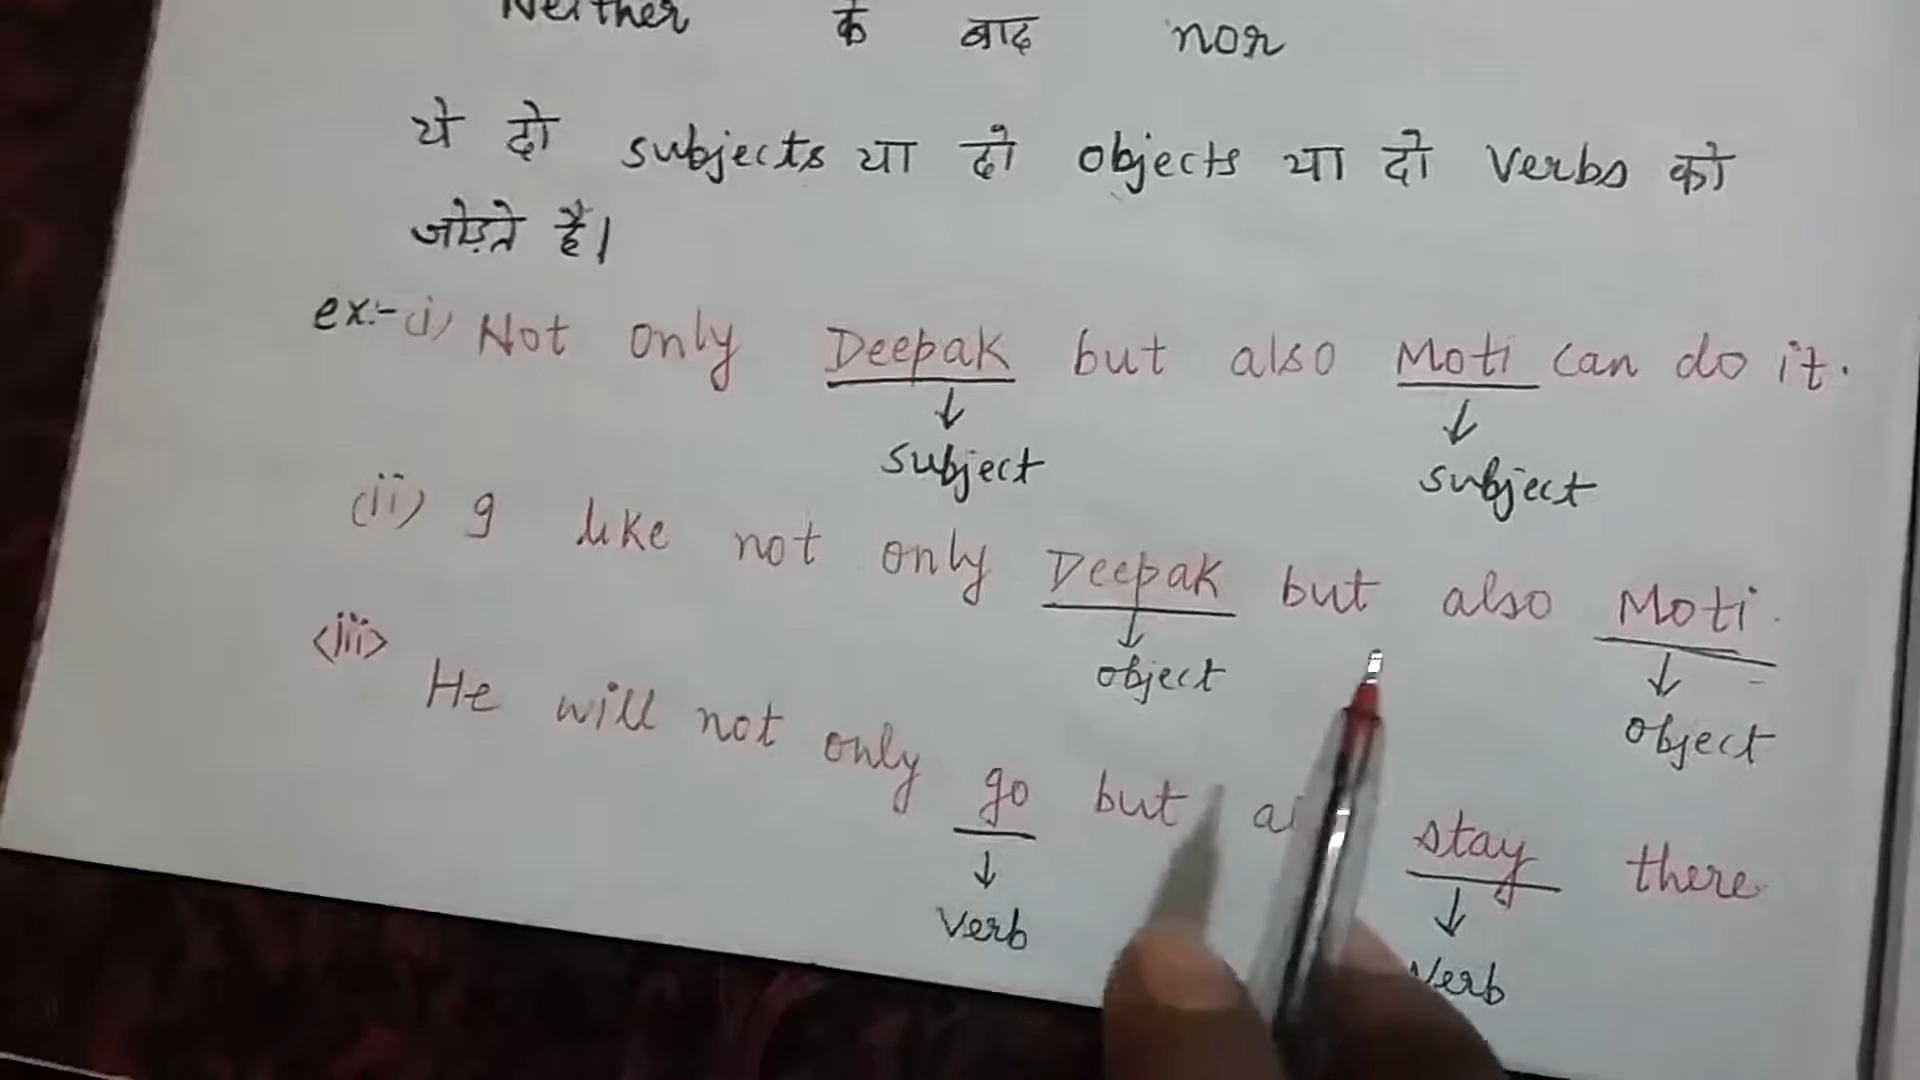 Neither के बाद nor
ये दो subjects या दो objects या दो verbs को
जोड़ते है।
ex:- (i) Not only Deepak but also Moti can do it.
subject subject
(ii) I like not only Deepak but also Moti.
object object
(iii) He will not only go but stay there
verb verb